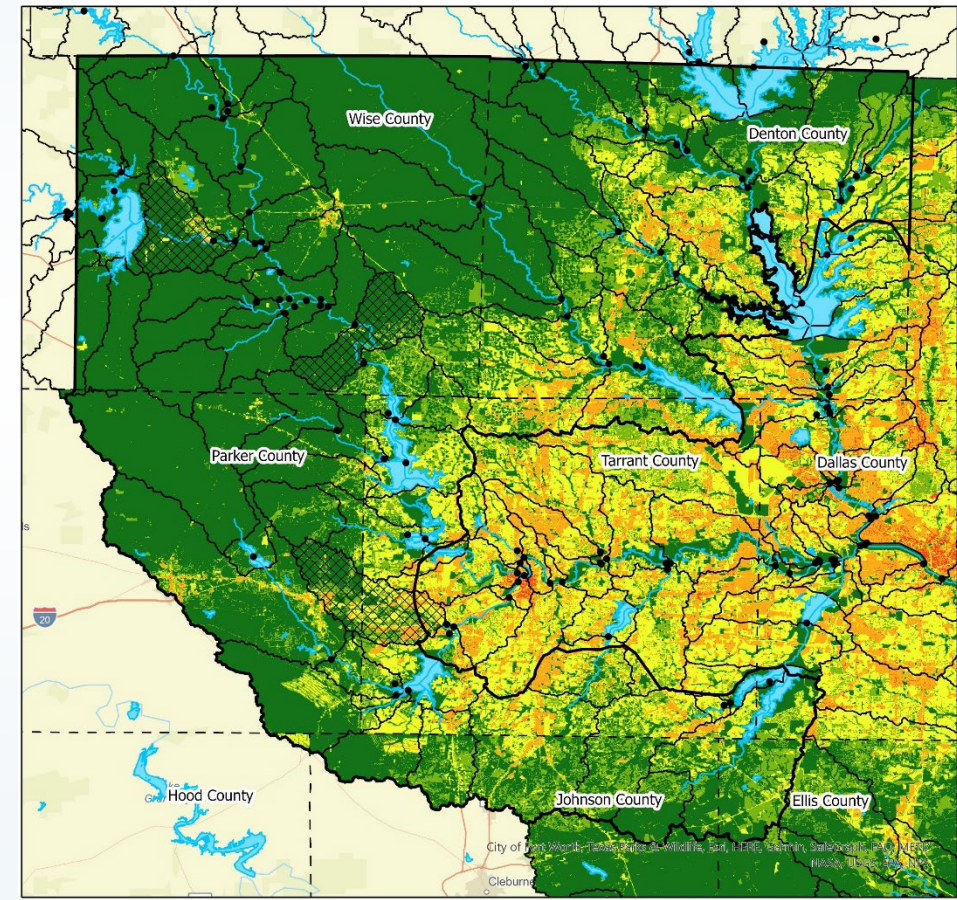 Wise County
Denton County
Parker County
Tarrant County
Dallas County
ls
20
Hood County
Johnson County
Ellis County
City of Fort Worth, Texas Parks & Wildlife, Esri, HERE, Garmin, SafeGraph, FAO, METI/
NASA, USGS, EPA, NPS
Cleburne